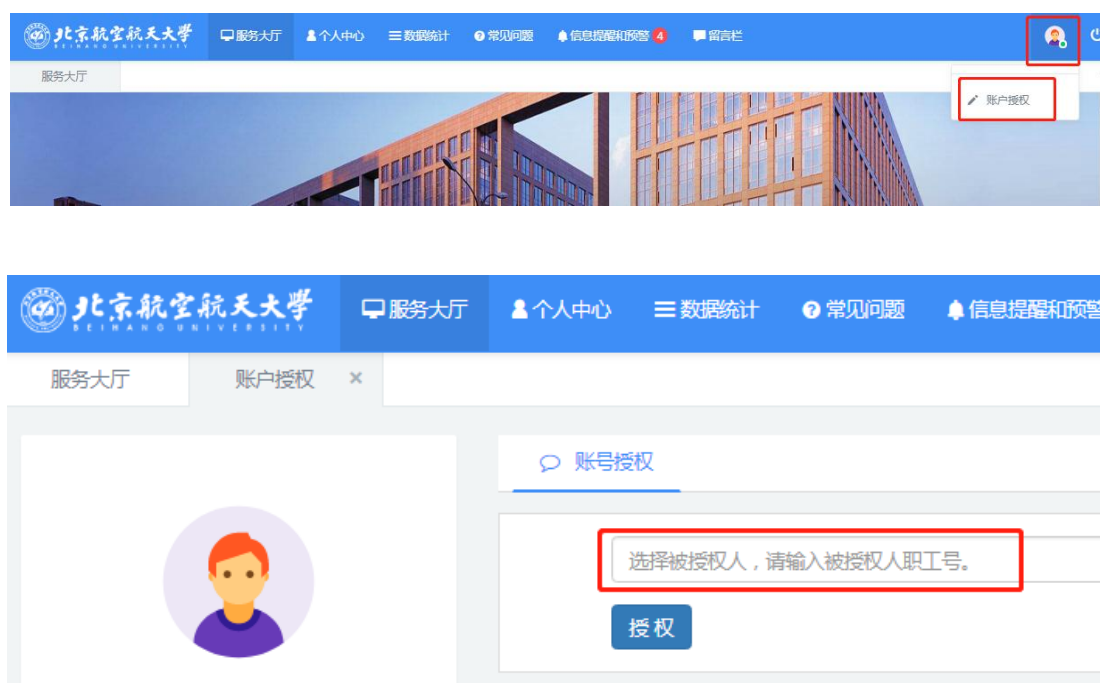 北京航空航天大学 服务大厅 个人中心 数据统计 常见问题 信息提醒和预警 4 留言栏
BEIHANG UNIVERSITY
服务大厅
账户授权
北京航空航天大学 服务大厅 个人中心 数据统计 常见问题 信息提醒和预警
BEIHANG UNIVERSITY
服务大厅 账户授权 ×
账号授权
选择被授权人，请输入被授权人职工号。
授权